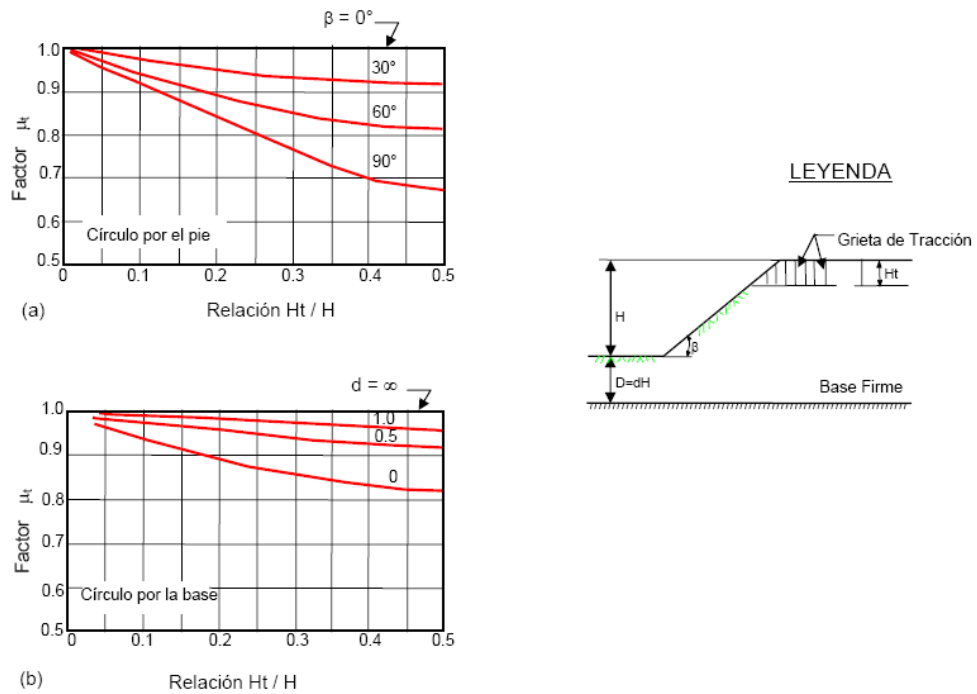 β = 0°
1.0
0.9
0.8
0.7
0.6
0.5
Factor μt
30°
60°
90°
Círculo por el pie
0
0.1
0.2
0.3
0.4
0.5
(a)
Relación Ht / H
d = ∞
1.0
0.9
0.8
0.7
0.6
0.5
Factor μt
1.0
0.5
0
Círculo por la base
0
0.1
0.2
0.3
0.4
0.5
(b)
Relación Ht / H
LEYENDA
Grieta de Tracción
Ht
H
β
D=dH
Base Firme